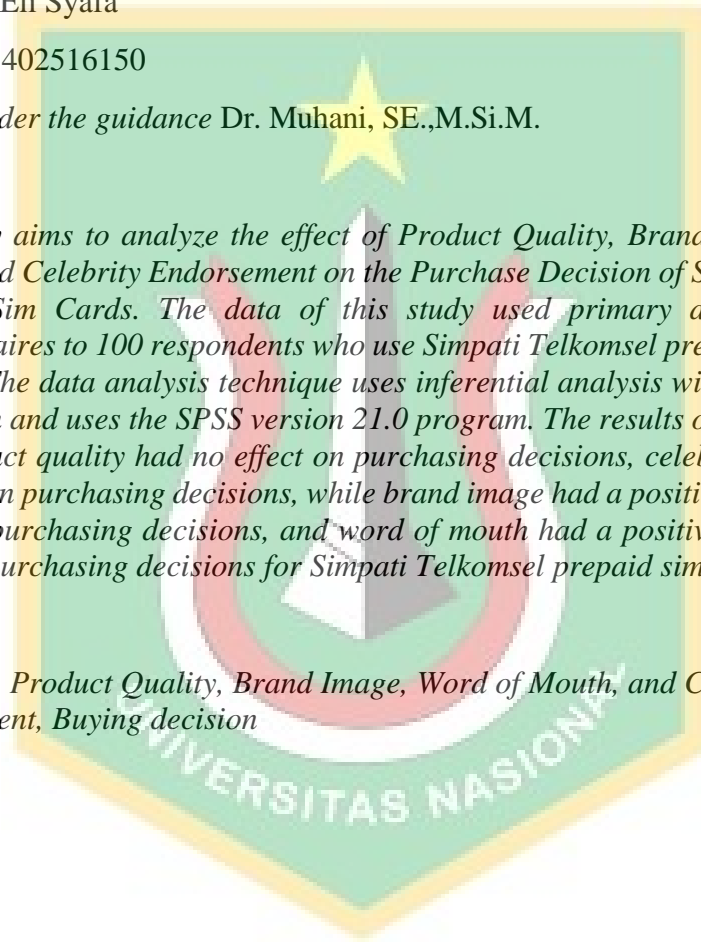 En Syafa
402516150
der the guidance Dr. Muhani, SE.,M.Si.M.
aims to analyze the effect of Product Quality, Brand
d Celebrity Endorsement on the Purchase Decision of S
Sim Cards. The data of this study used primary d
aires to 100 respondents who use Simpati Telkomsel pre
The data analysis technique uses inferential analysis wi
and uses the SPSS version 21.0 program. The results o
ct quality had no effect on purchasing decisions, celeb
n purchasing decisions, while brand image had a positi
purchasing decisions, and word of mouth had a positiv
urchasing decisions for Simpati Telkomsel prepaid sim
Product Quality, Brand Image, Word of Mouth, and C
ent, Buying decision
UNIVERSITAS NASIONAL